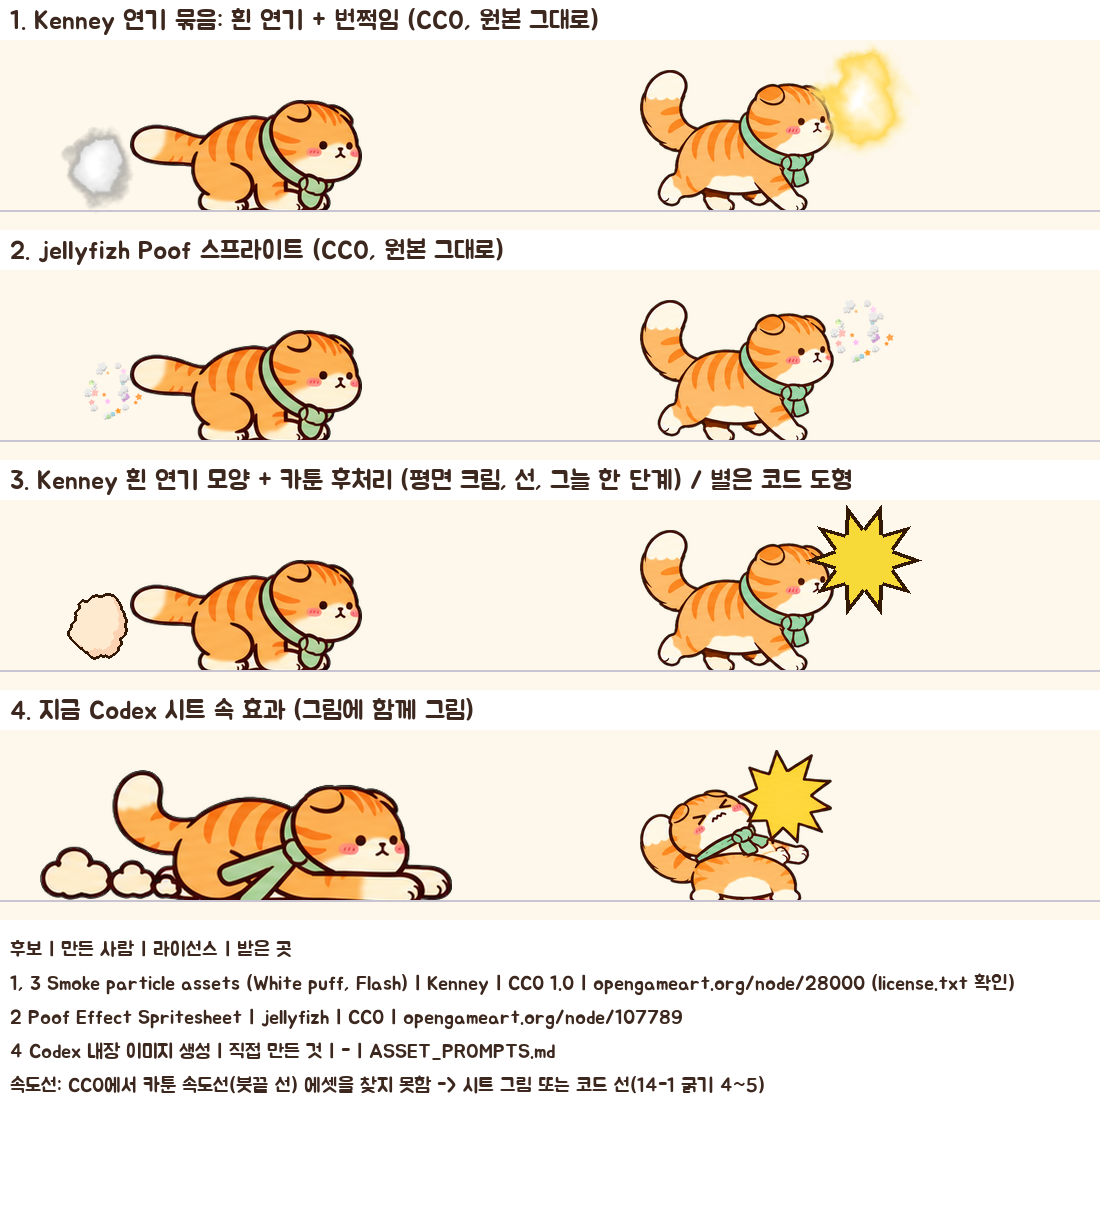 1. Kenney 연기 묶음: 흰 연기 + 번쩍임 (CC0, 원본 그대로)
2. jellyfizh Poof 스프라이트 (CC0, 원본 그대로)
3. Kenney 흰 연기 모양 + 카툰 후처리 (평면 크림, 선, 그늘 한 단계) / 별은 코드 도형
4. 지금 Codex 시트 속 효과 (그림에 함께 그림)
후보 | 만든 사람 | 라이선스 | 받은 곳
1, 3 Smoke particle assets (White puff, Flash) | Kenney | CC0 1.0 | opengameart.org/node/28000 (license.txt 확인)
2 Poof Effect Spritesheet | jellyfizh | CC0 | opengameart.org/node/107789
4 Codex 내장 이미지 생성 | 직접 만든 것 | - | ASSET_PROMPTS.md
속도선: CC0에서 카툰 속도선(붓끝 선) 에셋을 찾지 못함 -> 시트 그림 또는 코드 선(14-1 굵기 4~5)